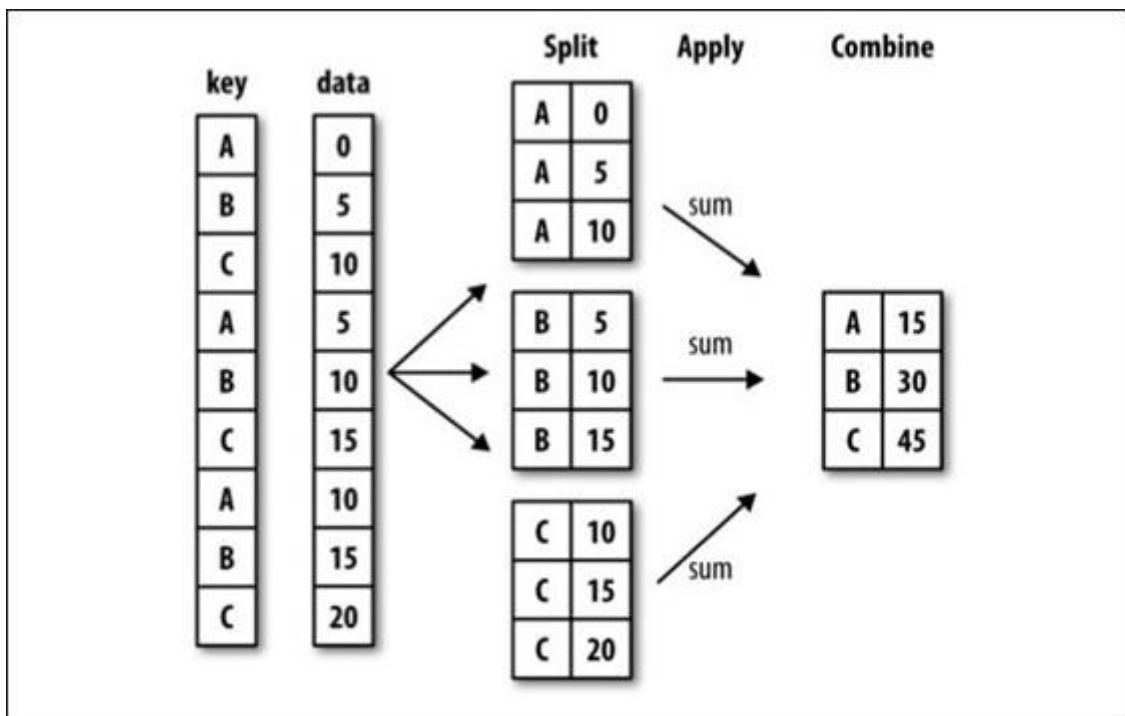 Split Apply Combine
key data
A 0
B 5
C 10
A 5
B 10
C 15
A 10
B 15
C 20
A 0
A 5
A 10
sum
B 5
B 10
B 15
sum
C 10
C 15
C 20
sum
A 15
B 30
C 45